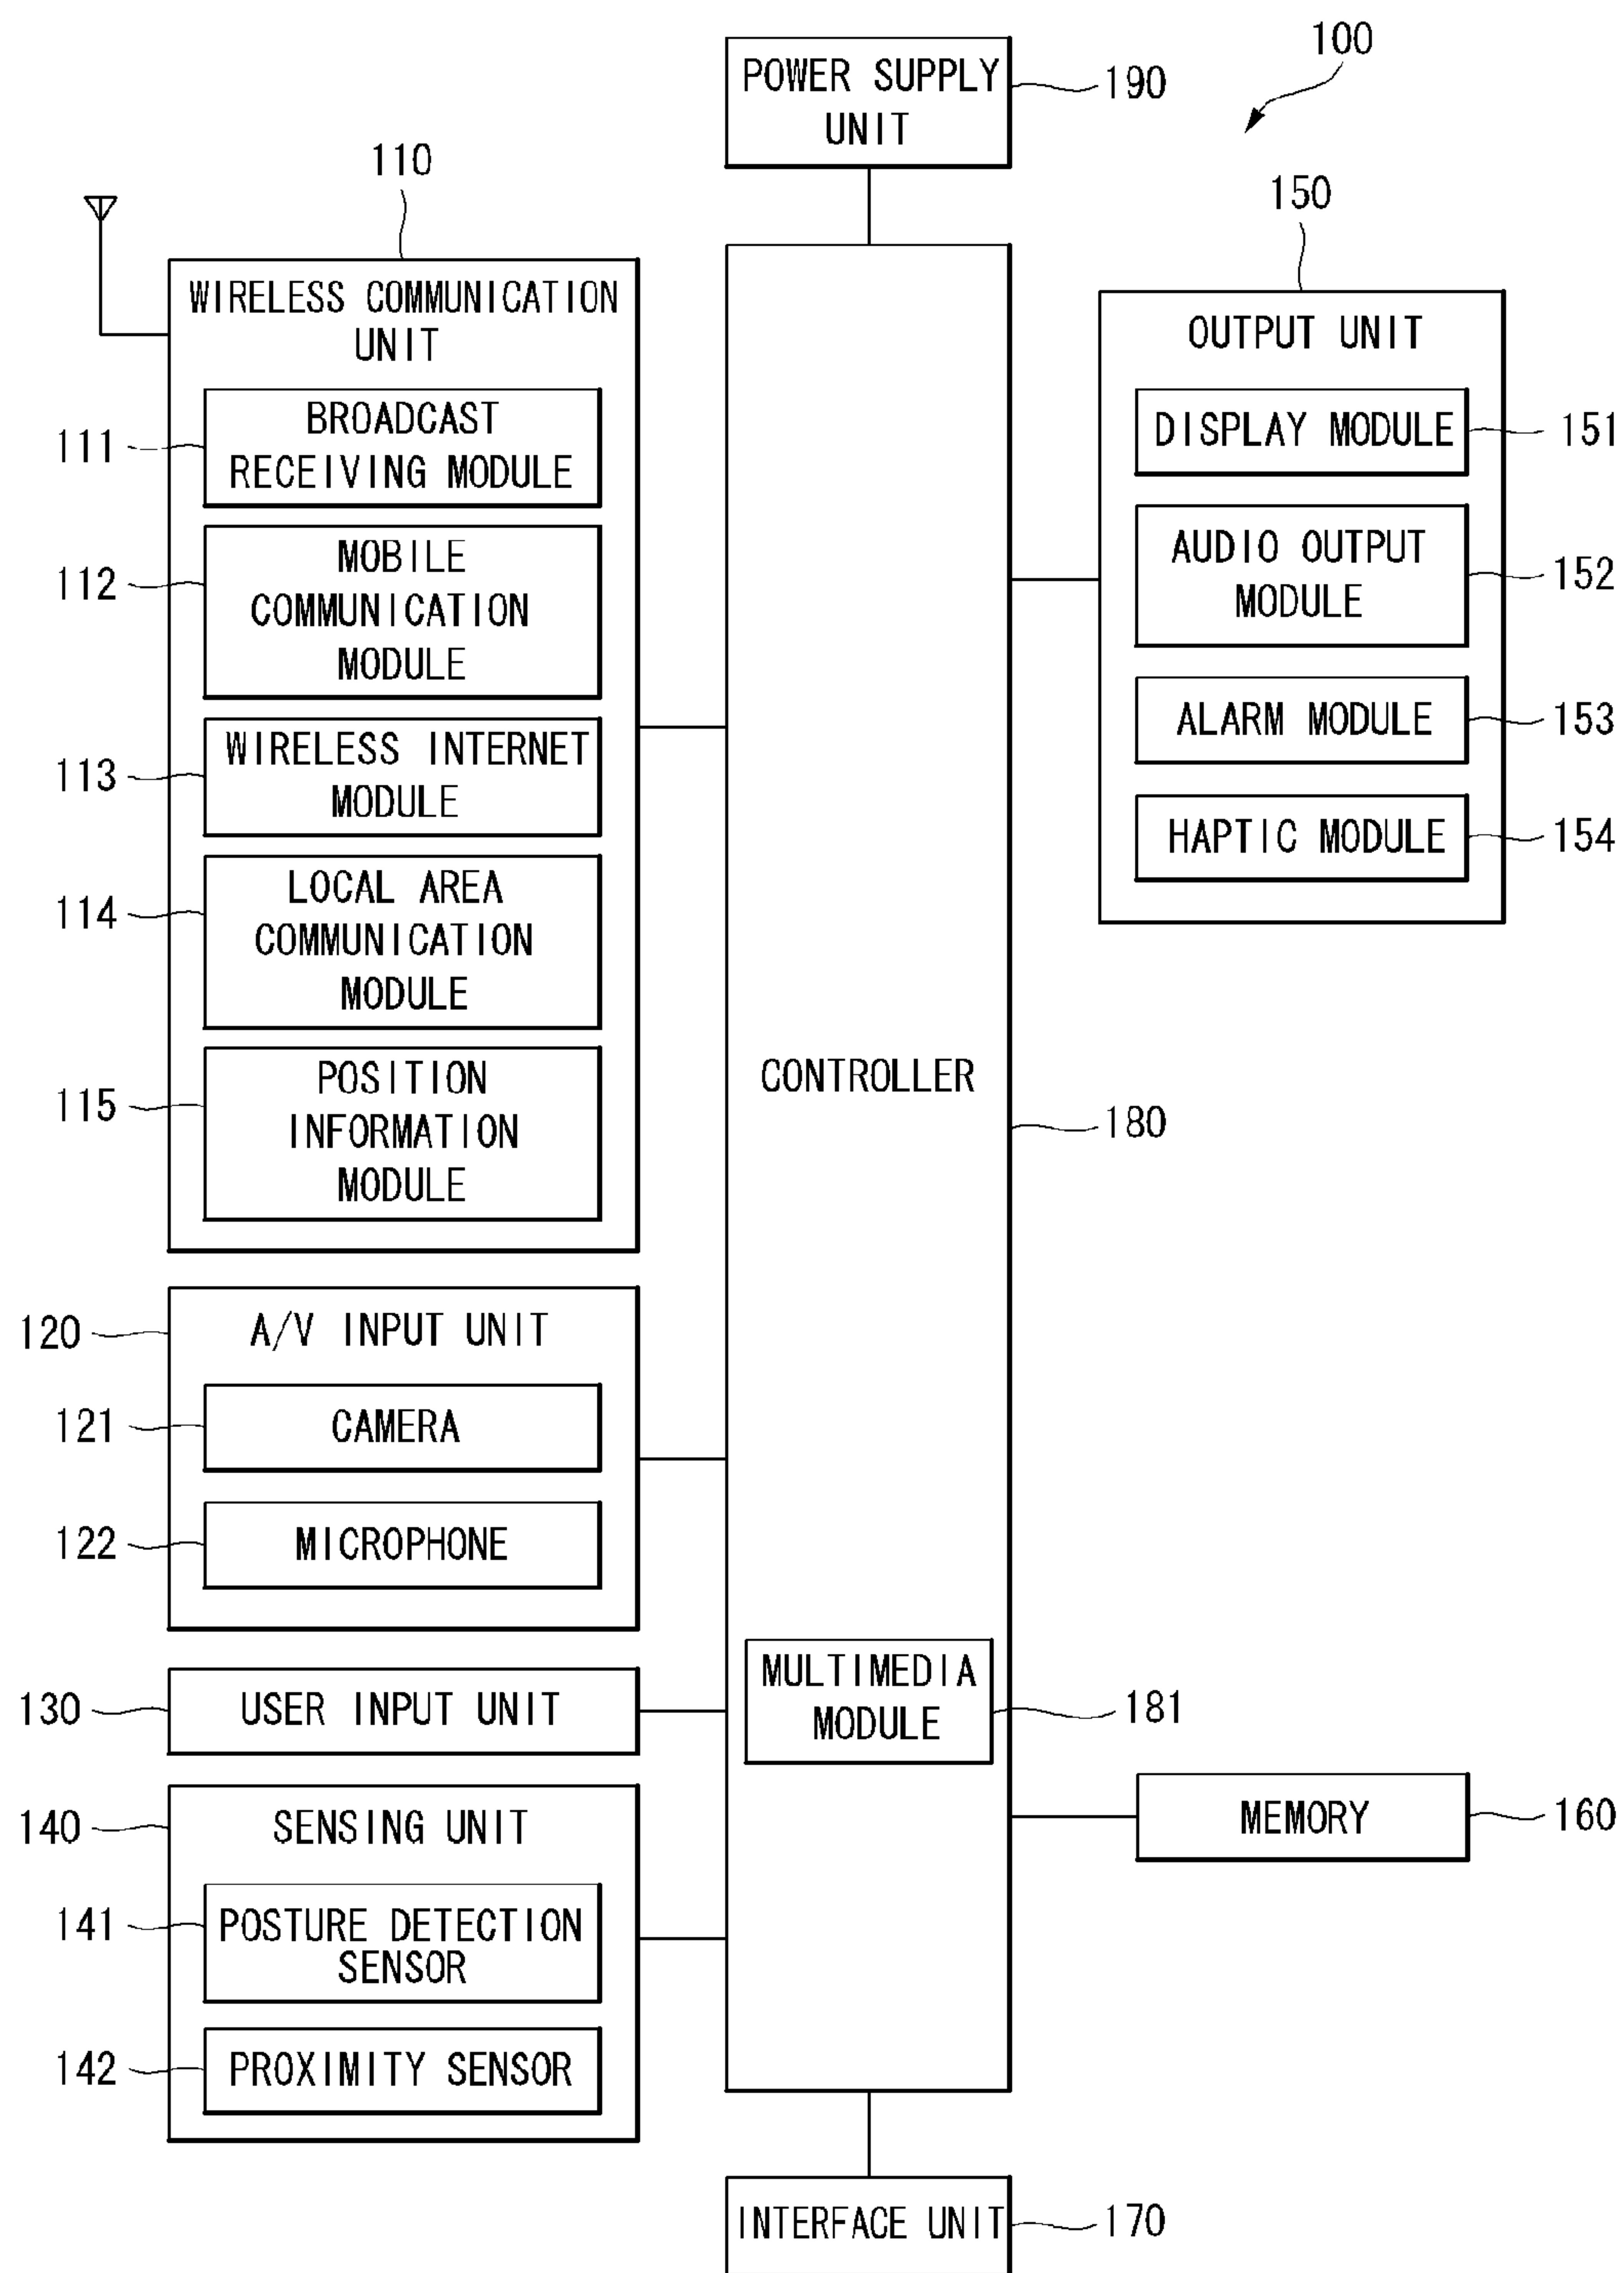 100
POWER SUPPLY
UNIT
190
110
WIRELESS COMMUNICATION
UNIT
BROADCAST
RECEIVING MODULE
111
MOBILE
COMMUNICATION
MODULE
112
WIRELESS INTERNET
MODULE
113
LOCAL AREA
COMMUNICATION
MODULE
114
POSITION
INFORMATION
MODULE
115
120
A/V INPUT UNIT
121
CAMERA
122
MICROPHONE
130
USER INPUT UNIT
140
SENSING UNIT
141
POSTURE DETECTION
SENSOR
142
PROXIMITY SENSOR
CONTROLLER
180
MULTIMEDIA
MODULE
181
150
OUTPUT UNIT
DISPLAY MODULE
151
AUDIO OUTPUT
MODULE
152
ALARM MODULE
153
HAPTIC MODULE
154
MEMORY
160
INTERFACE UNIT
170